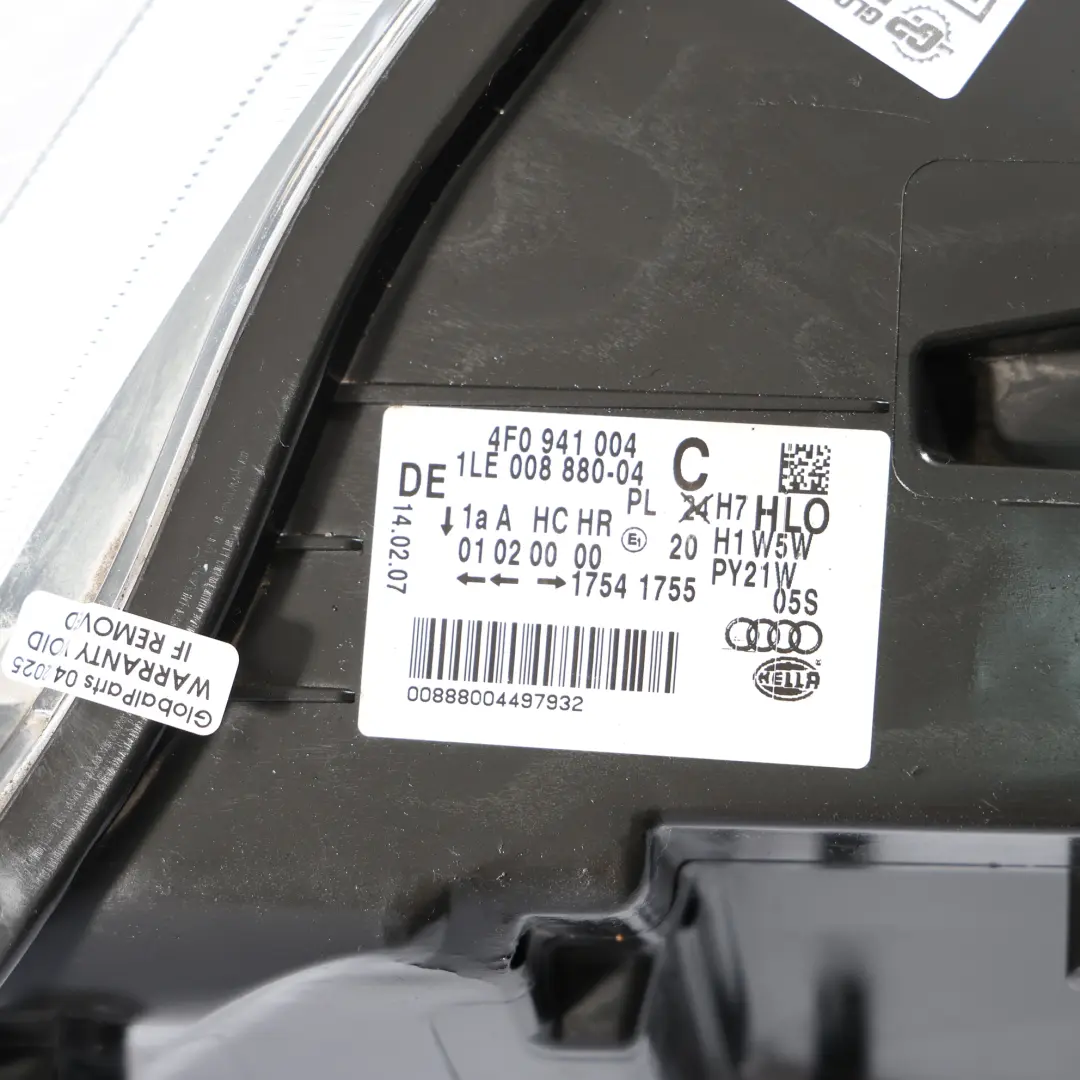 GP
4F0 941 004
1LE 008 880-04
C
DE
PL 24 H7 HLO
↓ 1a A HC HR E1 20 H1 W5W
01 02 00 00 PY21W
←← → 1754 1755 05S
14.02.07
HELLA
00888004497932
GlobalParts 04 2025
WARRANTY VOID
IF REMOVED